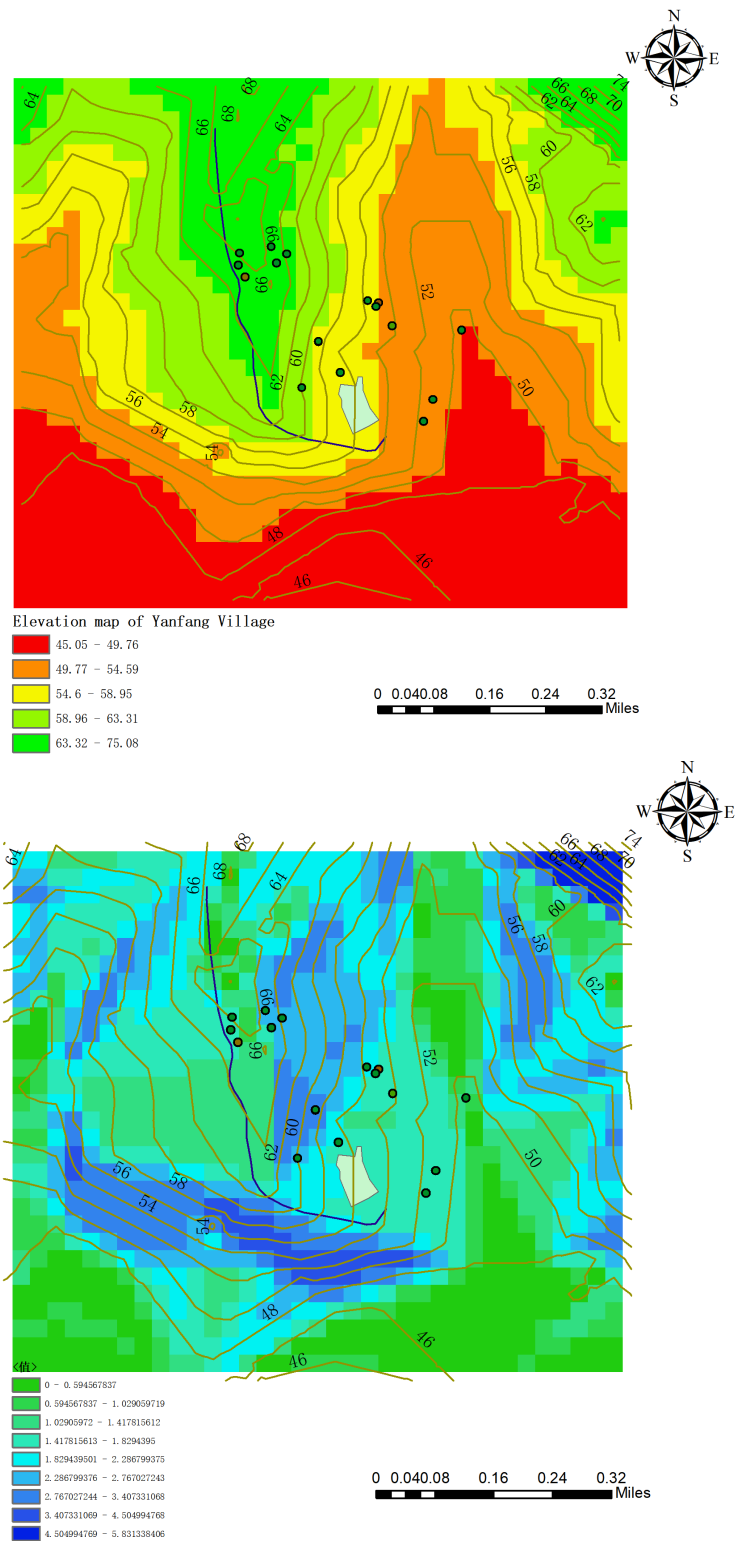 N
W E
S
64
68
66
68
64
66
62 64
68
74
70
60
56
58
62
66
66
52
60
62
50
56
58
54
54
48
46
46
Elevation map of Yanfang Village
45.05 - 49.76
49.77 - 54.59
54.6 - 58.95
58.96 - 63.31
63.32 - 75.08
0 0.040.08 0.16 0.24 0.32
Miles
N
W E
S
64
68
66
68
64
66
62 64
68
74
70
60
56
58
62
66
66
52
60
62
50
56
58
54
54
48
46
46
<值>
0 - 0.594567837
0.594567837 - 1.029059719
1.02905972 - 1.417815612
1.417815613 - 1.8294395
1.829439501 - 2.286799375
2.286799376 - 2.767027243
2.767027244 - 3.407331068
3.407331069 - 4.504994768
4.504994769 - 5.831338406
0 0.040.08 0.16 0.24 0.32
Miles